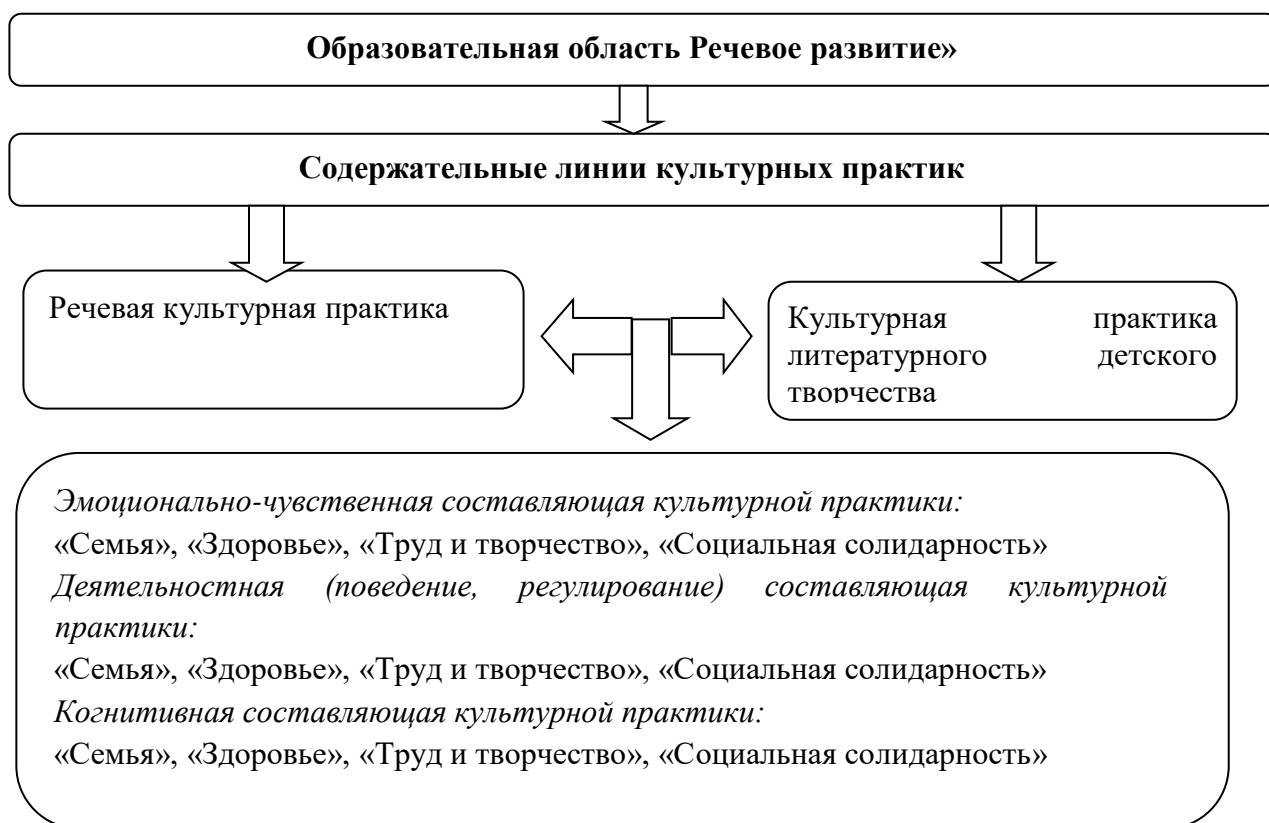 Образовательная область Речевое развитие»
Содержательные линии культурных практик
Речевая культурная практика
Культурная практика
литературного детского
творчества
Эмоционально-чувственная составляющая культурной практики:
«Семья», «Здоровье», «Труд и творчество», «Социальная солидарность»
Деятельностная (поведение, регулирование) составляющая культурной
практики:
«Семья», «Здоровье», «Труд и творчество», «Социальная солидарность»
Когнитивная составляющая культурной практики:
«Семья», «Здоровье», «Труд и творчество», «Социальная солидарность»